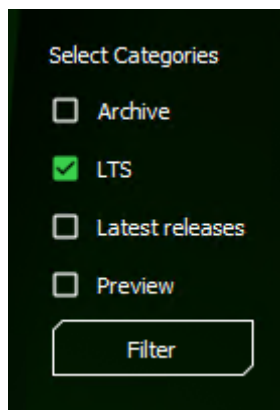 Select Categories
Archive
LTS
Latest releases
Preview
Filter